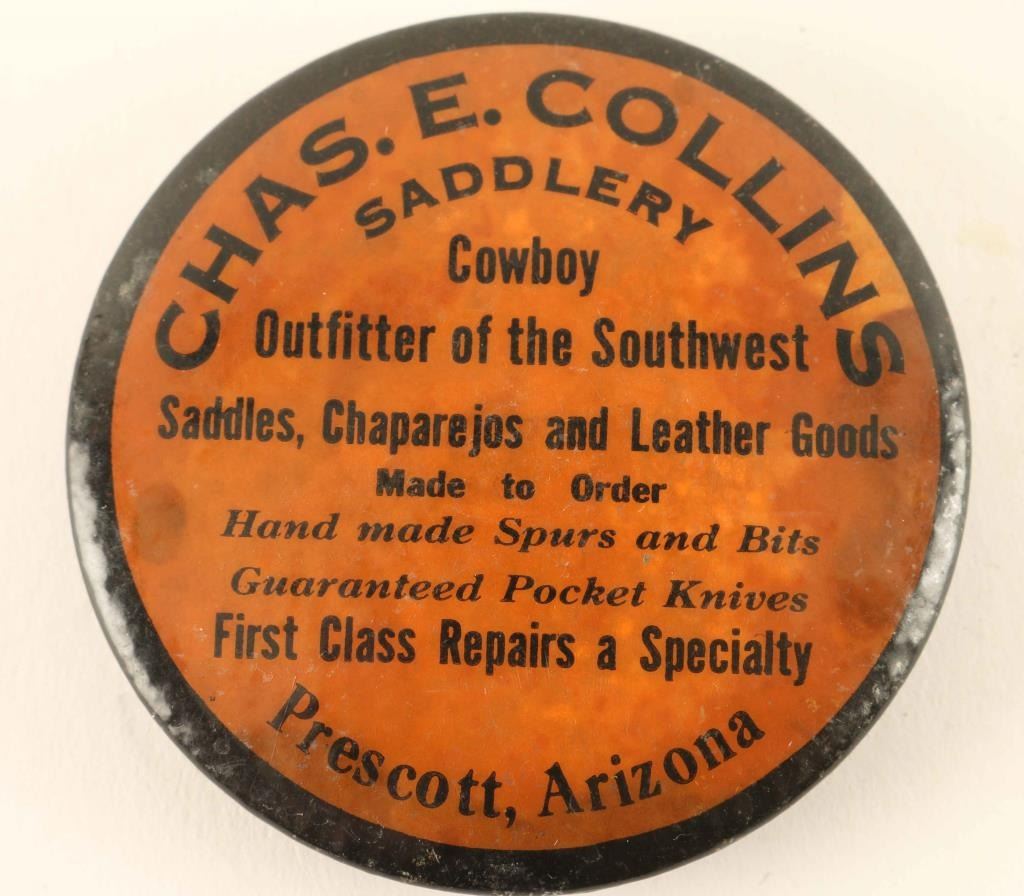 CHAS. E. COLLINS
SADDLERY
Cowboy
Outfitter of the Southwest
Saddles, Chaparejos and Leather Goods
Made to Order
Hand made Spurs and Bits
Guaranteed Pocket Knives
First Class Repairs a Specialty
Prescott, Arizona